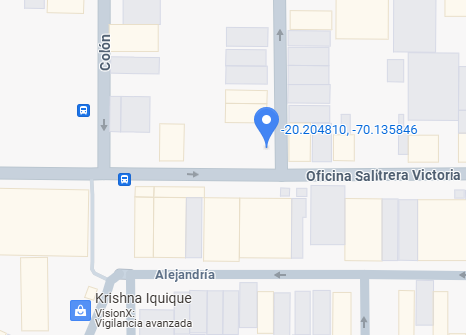 Colón
-20.204810, -70.135846
Oficina Salitrera Victoria
Alejandría
Krishna Iquique
VisionX:
Vigilancia avanzada